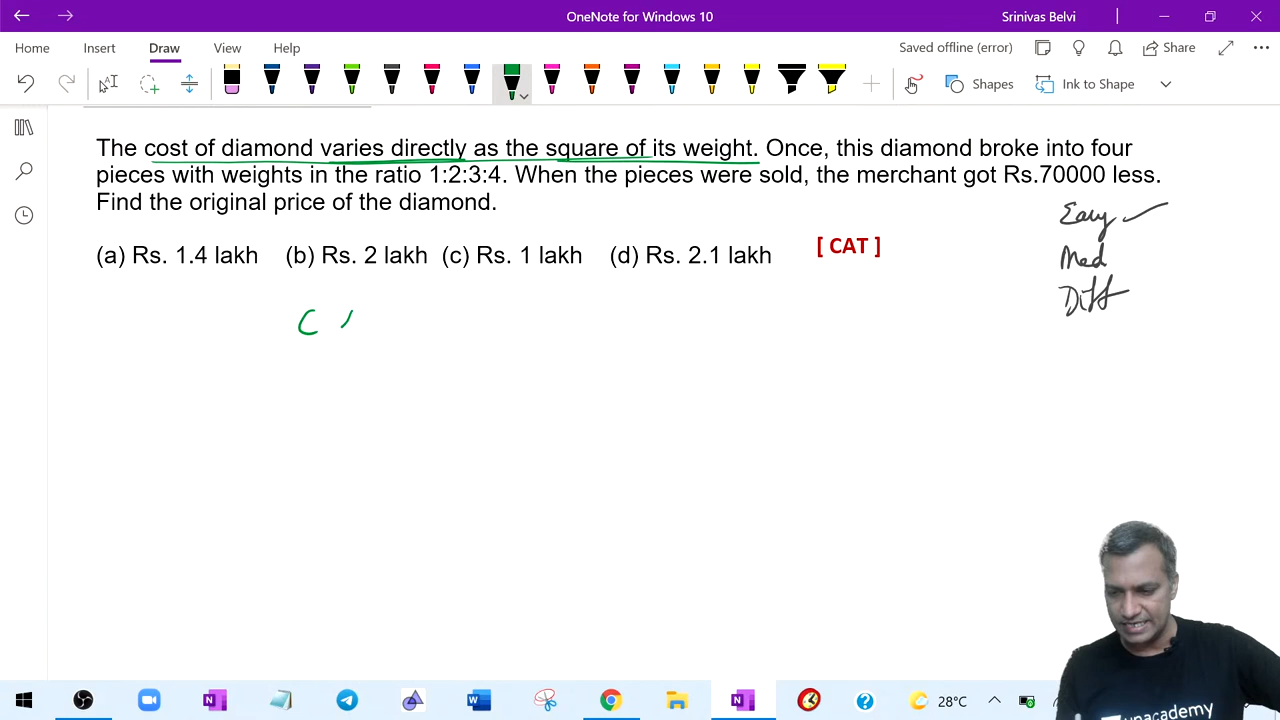 OneNote for Windows 10
Srinivas Belvi
Home Insert Draw View Help
Saved offline (error)
Share
Shapes
Ink to Shape
The cost of diamond varies directly as the square of its weight. Once, this diamond broke into four
pieces with weights in the ratio 1:2:3:4. When the pieces were sold, the merchant got Rs.70000 less.
Find the original price of the diamond.
(a) Rs. 1.4 lakh (b) Rs. 2 lakh (c) Rs. 1 lakh (d) Rs. 2.1 lakh [ CAT ]
Easy
Med
Diff
C
28°C
unacademy